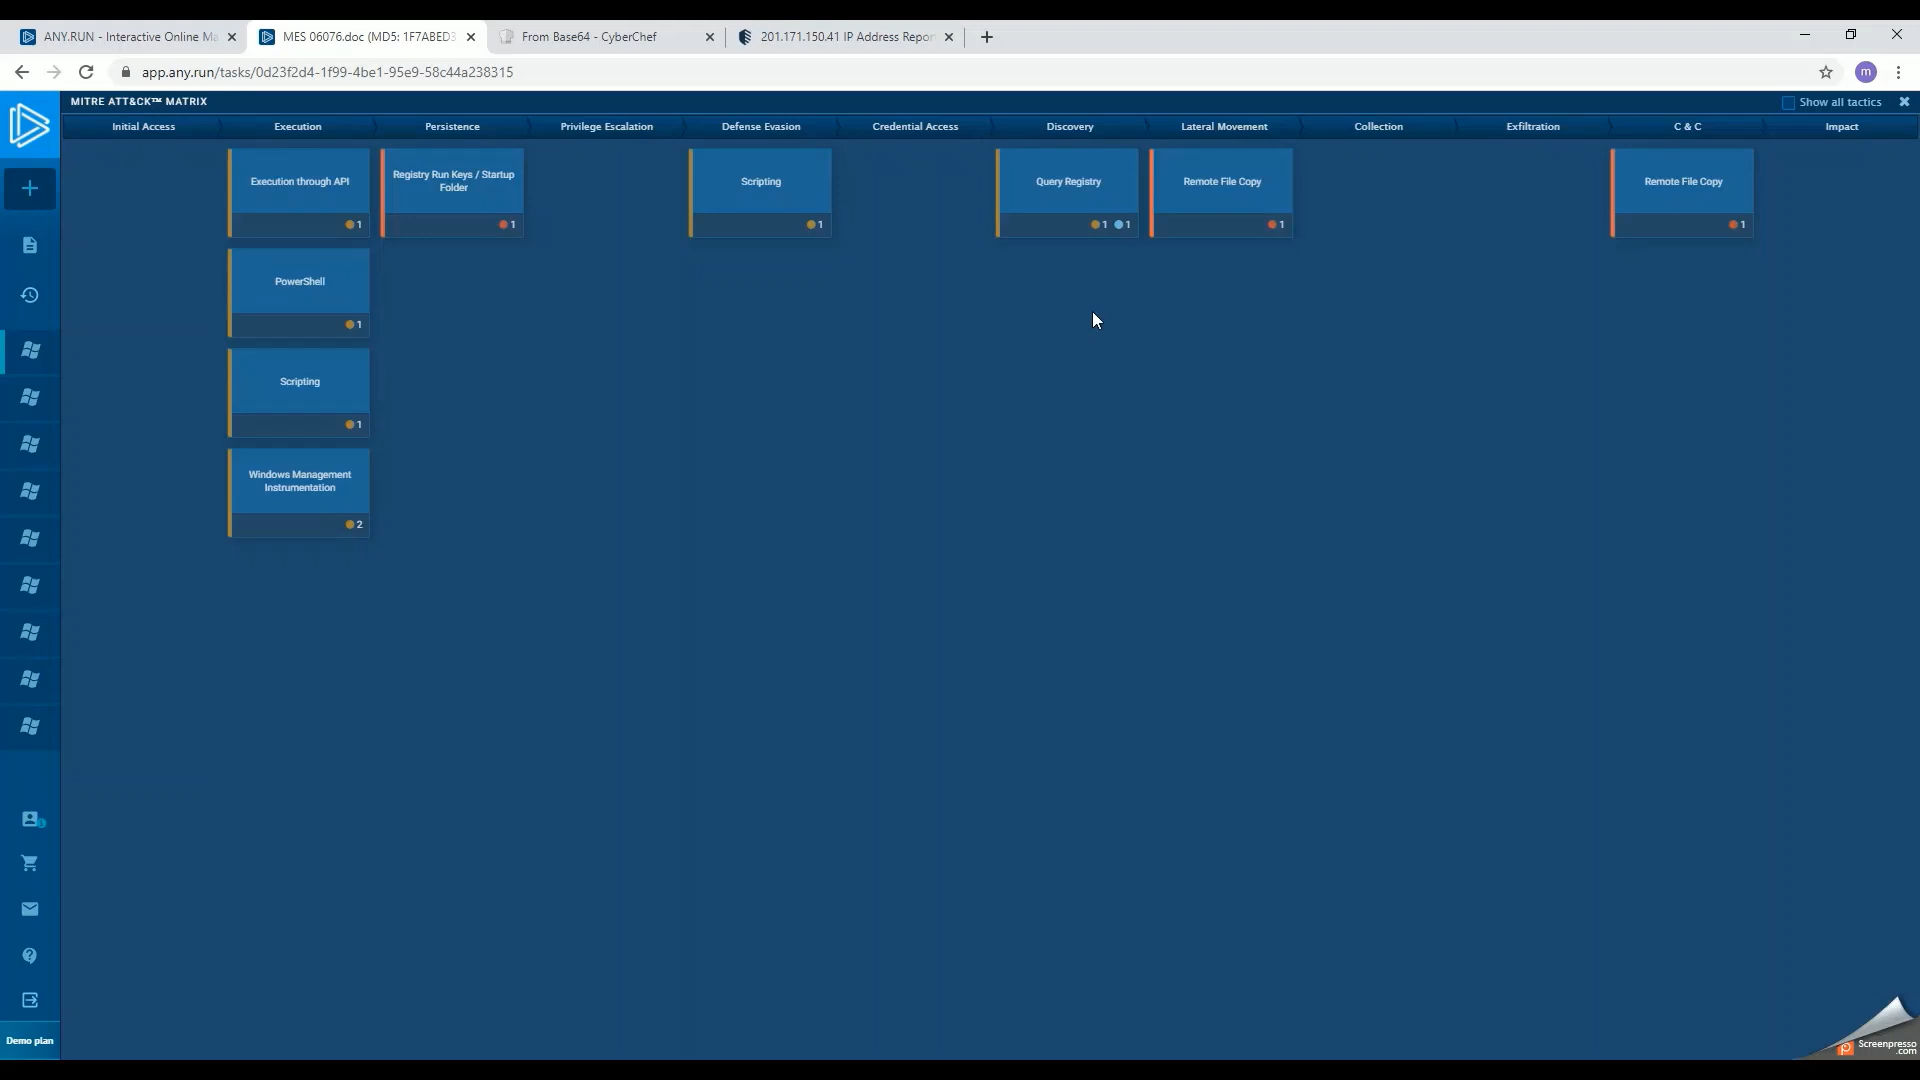 ANY.RUN - Interactive Online Ma
MES 06076.doc (MD5: 1F7ABED3
From Base64 - CyberChef
201.171.150.41 IP Address Repor
app.any.run/tasks/0d23f2d4-1f99-4be1-95e9-58c44a238315
m
MITRE ATT&CK™ MATRIX
Show all tactics
Initial Access
Execution
Persistence
Privilege Escalation
Defense Evasion
Credential Access
Discovery
Lateral Movement
Collection
Exfiltration
C & C
Impact
Execution through API
1
Registry Run Keys / Startup
Folder
1
Scripting
1
Query Registry
1 1
Remote File Copy
1
Remote File Copy
1
PowerShell
1
Scripting
1
Windows Management
Instrumentation
2
Demo plan
Screenpresso
.com